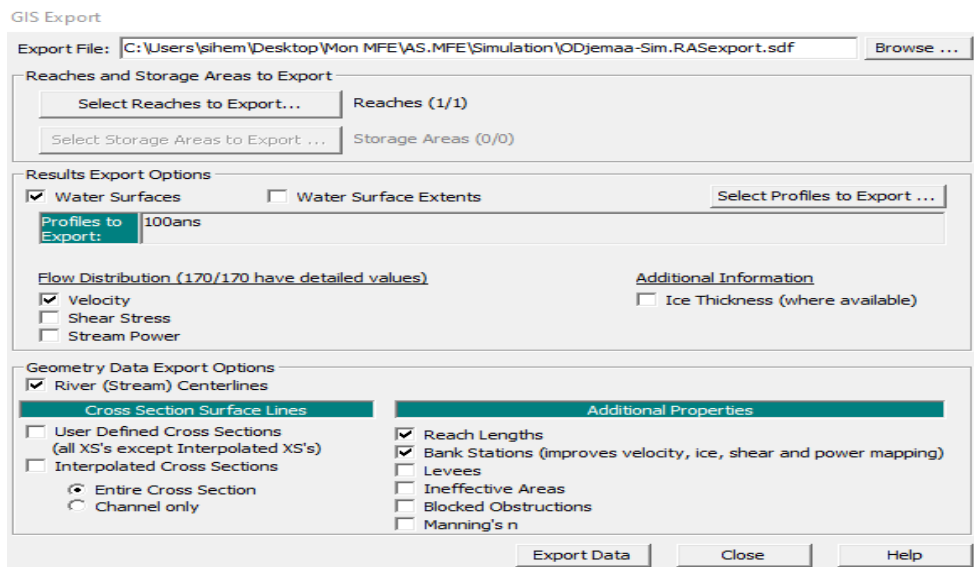 GIS Export
Export File: C:\Users\sihem\Desktop\Mon MFE\AS.MFE\Simulation\ODjemaa-Sim.RASexport.sdf Browse ...
Reaches and Storage Areas to Export
Select Reaches to Export... Reaches (1/1)
Select Storage Areas to Export ... Storage Areas (0/0)
Results Export Options
Water Surfaces Water Surface Extents Select Profiles to Export ...
Profiles to Export: 100ans
Flow Distribution (170/170 have detailed values) Additional Information
Velocity Ice Thickness (where available)
Shear Stress
Stream Power
Geometry Data Export Options
River (Stream) Centerlines
Cross Section Surface Lines Additional Properties
User Defined Cross Sections Reach Lengths
(all XS's except Interpolated XS's) Bank Stations (improves velocity, ice, shear and power mapping)
Interpolated Cross Sections Levees
Entire Cross Section Ineffective Areas
Channel only Blocked Obstructions
Manning's n
Export Data Close Help